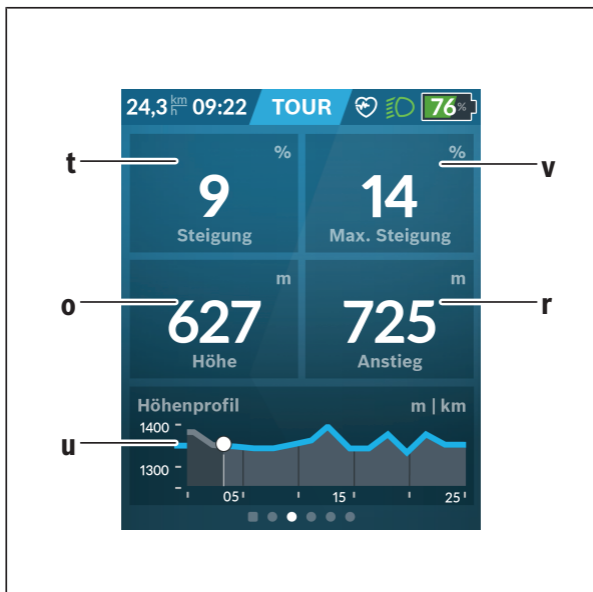 24,3 km/h 09:22 TOUR 76%
t % % v
9 14
Steigung Max. Steigung
o m m r
627 725
Höhe Anstieg
Höhenprofil m | km
1400
u
1300
05 15 25